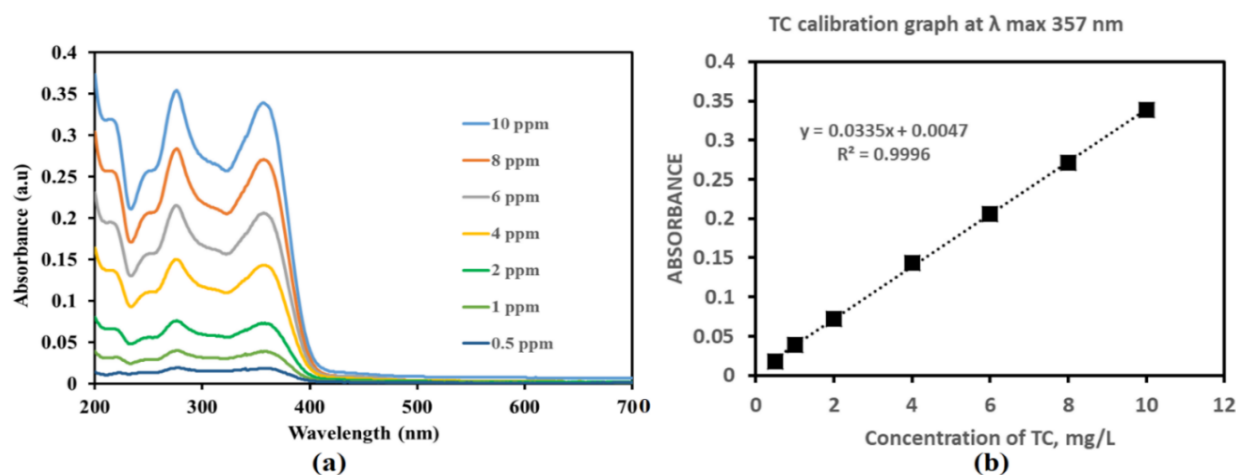 0.4
0.35
0.3
0.25
0.2
0.15
0.1
0.05
0
200
300
400
500
600
700
Absorbance (a.u)
Wavelength (nm)
10 ppm
8 ppm
6 ppm
4 ppm
2 ppm
1 ppm
0.5 ppm
(a)
TC calibration graph at λ max 357 nm
0.4
0.35
0.3
0.25
0.2
0.15
0.1
0.05
0
0
2
4
6
8
10
12
ABSORBANCE
y = 0.0335x + 0.0047
R² = 0.9996
Concentration of TC, mg/L
(b)